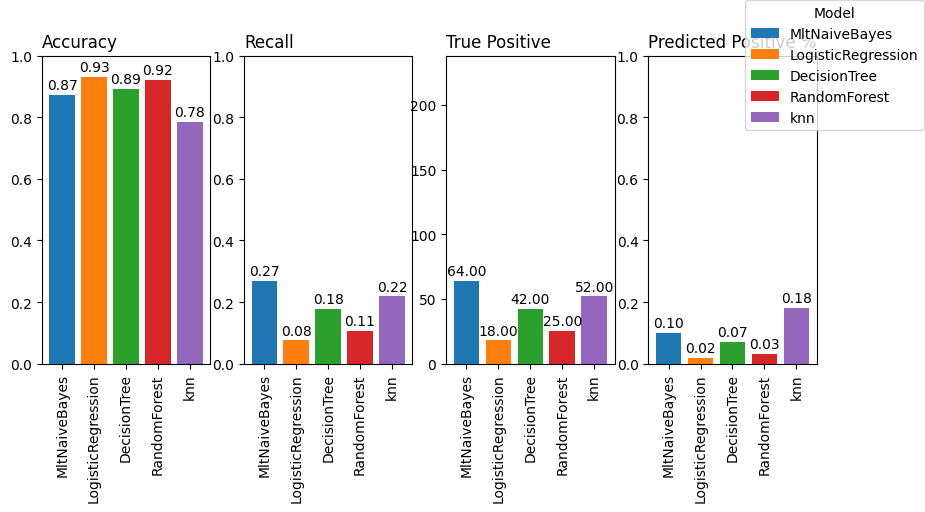 Model
MltNaiveBayes
LogisticRegression
DecisionTree
RandomForest
knn
Accuracy
1.0
0.8
0.6
0.4
0.2
0.0
0.87
0.93
0.89
0.92
0.78
MltNaiveBayes
LogisticRegression
DecisionTree
RandomForest
knn
Recall
1.0
0.8
0.6
0.4
0.2
0.0
0.27
0.08
0.18
0.11
0.22
MltNaiveBayes
LogisticRegression
DecisionTree
RandomForest
knn
True Positive
200
150
100
50
0
64.00
18.00
42.00
25.00
52.00
MltNaiveBayes
LogisticRegression
DecisionTree
RandomForest
knn
Predicted Positive %
1.0
0.8
0.6
0.4
0.2
0.0
0.10
0.02
0.07
0.03
0.18
MltNaiveBayes
LogisticRegression
DecisionTree
RandomForest
knn